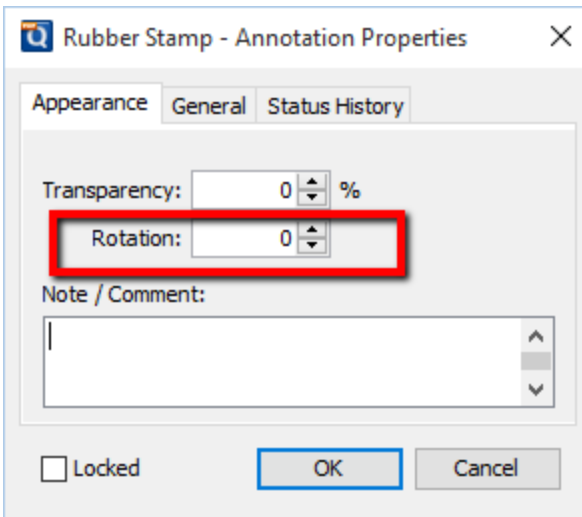 Rubber Stamp - Annotation Properties
Appearance General Status History
Transparency: 0 %
Rotation: 0
Note / Comment:
Locked OK Cancel